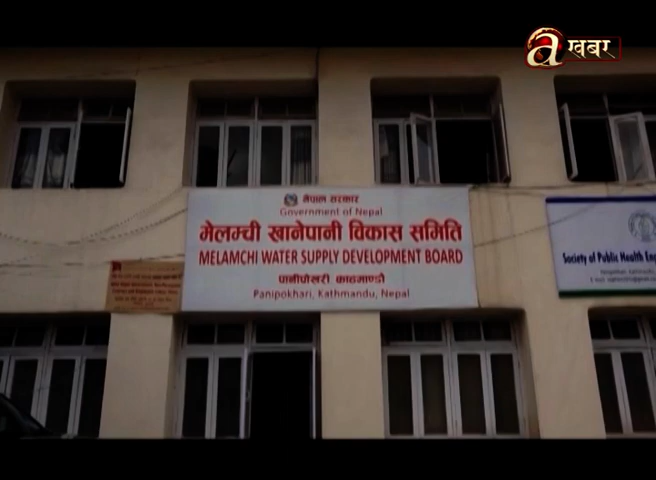 a खबर
नेपाल सरकार
Government of Nepal
मेलम्ची खानेपानी विकास समिति
MELAMCHI WATER SUPPLY DEVELOPMENT BOARD
पानीपोखरी काठमाण्डौ
Panipokhari, Kathmandu, Nepal
Society of Public Health Eng